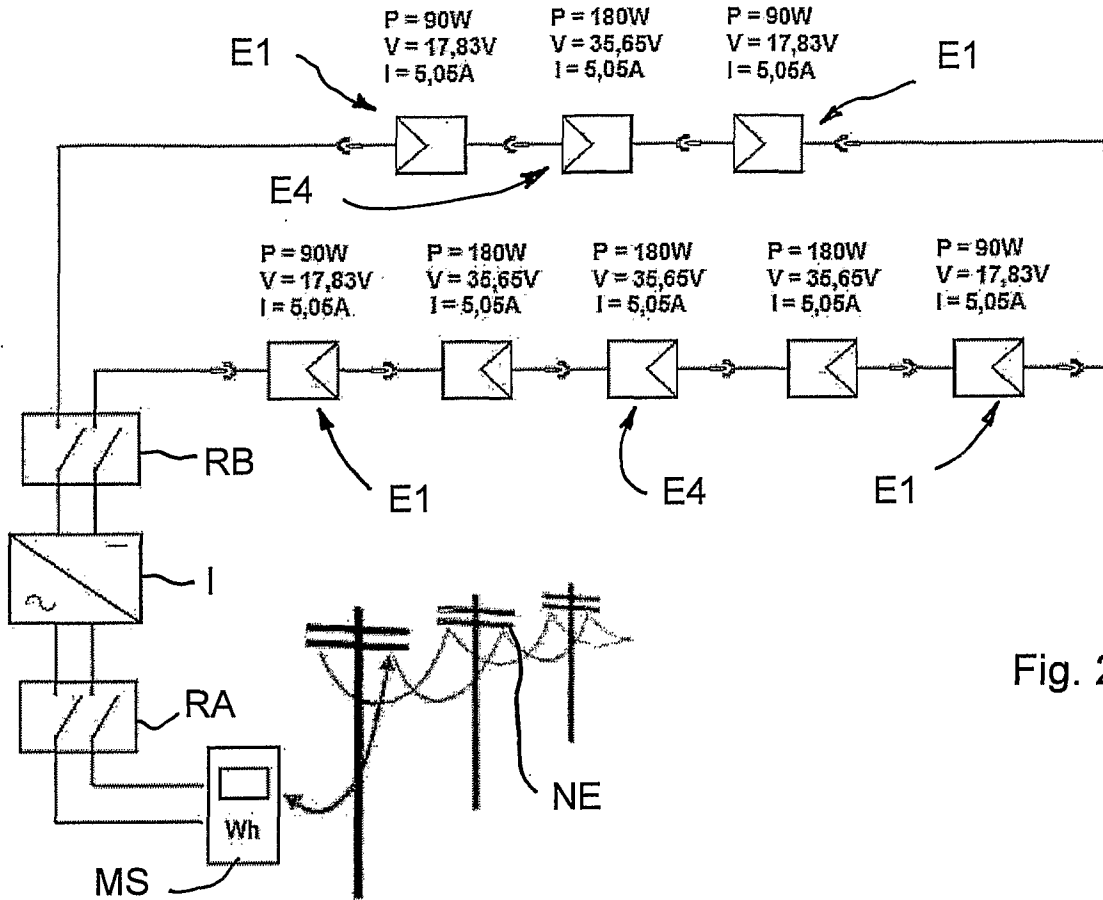 P = 90W
V = 17,83V
I = 5,05A
P = 180W
V = 35,65V
I = 5,05A
P = 90W
V = 17,83V
I = 5,05A
E1
E1
E4
P = 90W
V = 17,83V
I = 5,05A
P = 180W
V = 35,65V
I = 5,05A
P = 180W
V = 35,65V
I = 5,05A
P = 180W
V = 35,65V
I = 5,05A
P = 90W
V = 17,83V
I = 5,05A
RB
E1
E4
E1
I
RA
Fig. 2
NE
Wh
MS